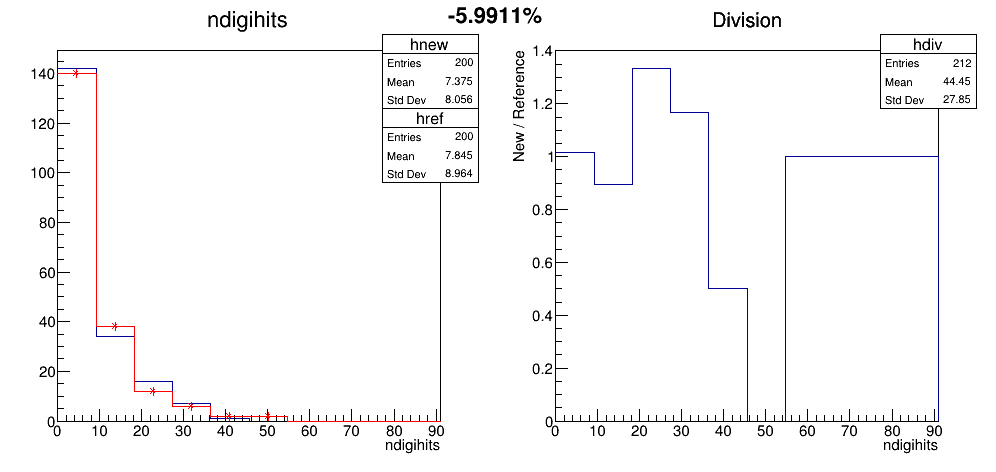 -5.9911%
ndigihits
hnew
Entries 200
Mean 7.375
Std Dev 8.056
href
Entries 200
Mean 7.845
Std Dev 8.964
140
120
100
80
60
40
20
0
0 10 20 30 40 50 60 70 80 90
ndigihits
Division
hdiv
Entries 212
Mean 44.45
Std Dev 27.85
New / Reference
1.4
1.2
1
0.8
0.6
0.4
0.2
0
0 10 20 30 40 50 60 70 80 90
ndigihits